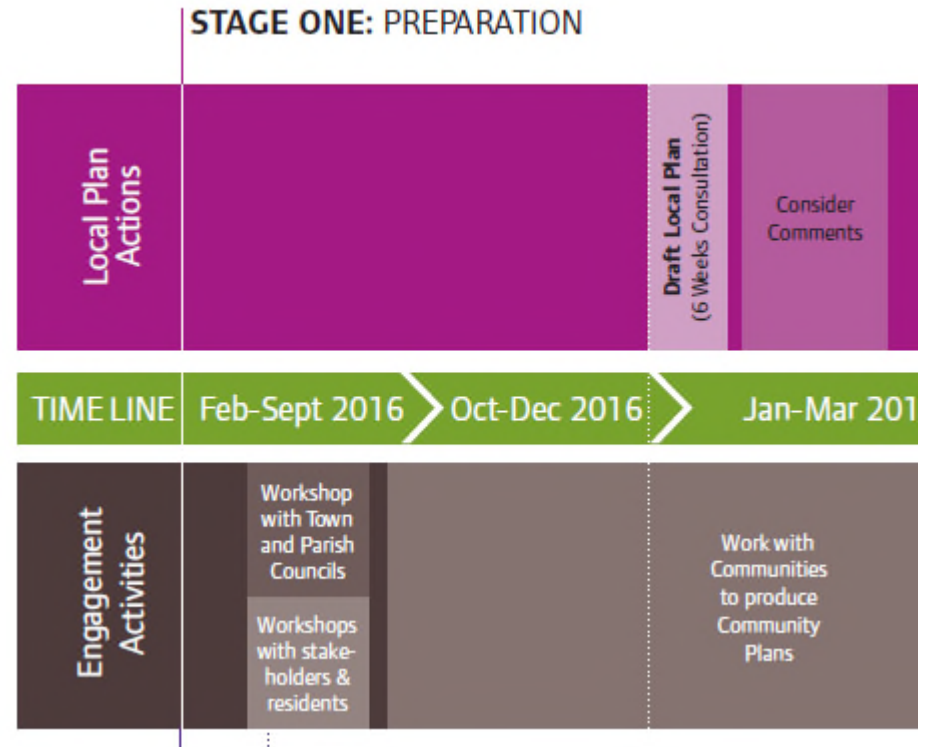 STAGE ONE: PREPARATION
Local Plan
Actions
Draft Local Plan
(6 Weeks Consultation)
Consider
Comments
TIME LINE
Feb-Sept 2016
Oct-Dec 2016
Jan-Mar 201
Engagement
Activities
Workshop
with Town
and Parish
Councils
Workshops
with stake-
holders &
residents
Work with
Communities
to produce
Community
Plans